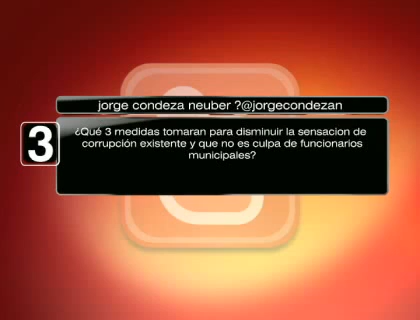 jorge condeza neuber ?@jorgecondezan
3
¿Qué 3 medidas tomaran para disminuir la sensacion de
corrupción existente y que no es culpa de funcionarios
municipales?